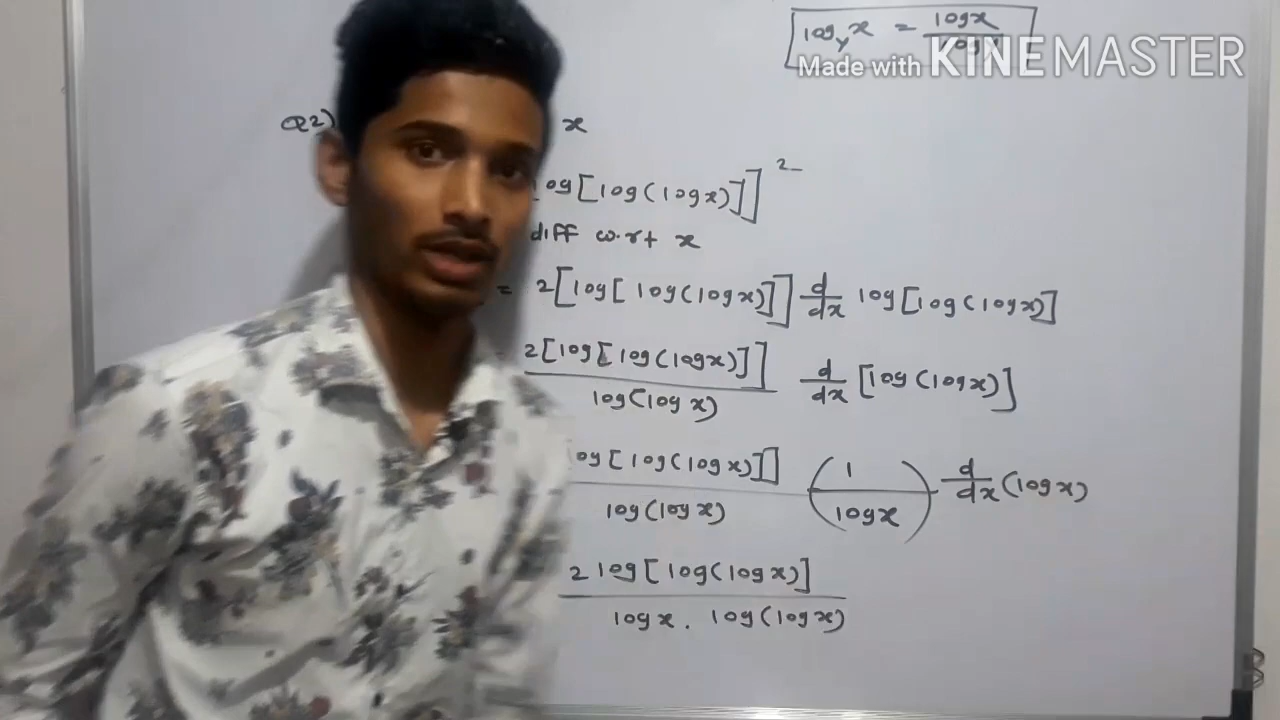 log_y x = log x / log y
Made with KINEMASTER
Q2) x
log[log(log x)]]²
diff w.r.t x
= 2[log[log(log x)]] d/dx log[log(log x)]
= 2[log[log(log x)]] / log(log x) d/dx [log(log x)]
log[log(log x)]] / log(log x) (1 / log x) d/dx (log x)
2 log[log(log x)] / log x . log(log x)